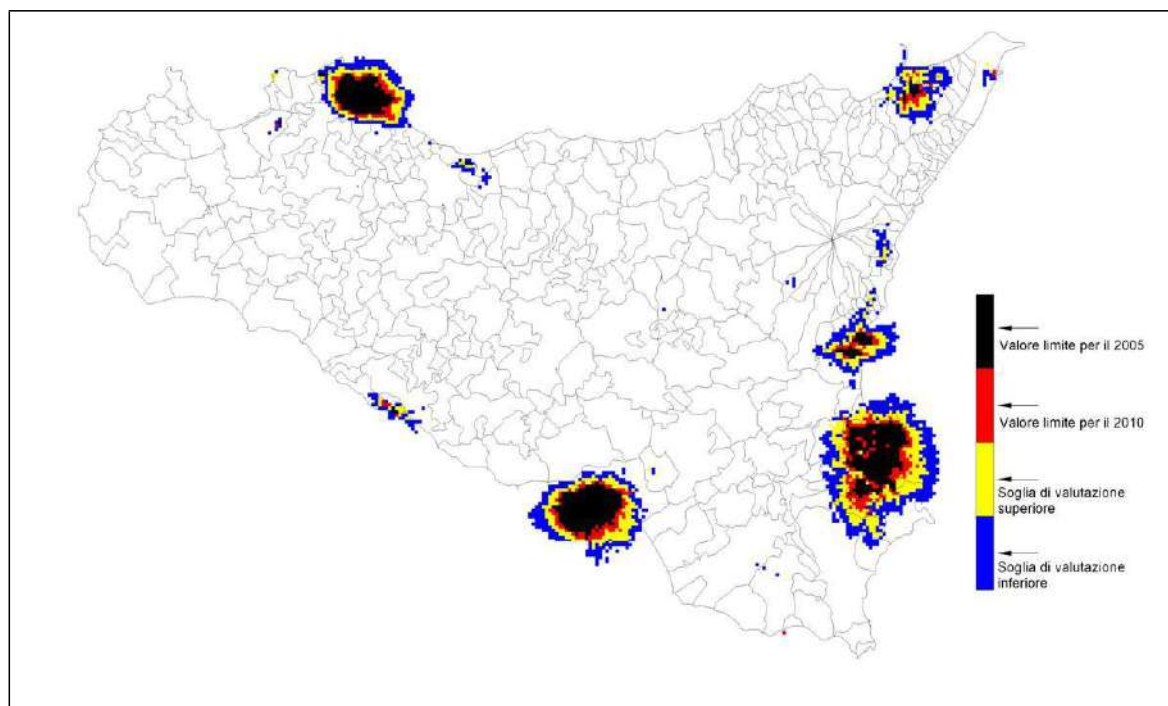 Valore limite per il 2005
Valore limite per il 2010
Soglia di valutazione
superiore
Soglia di valutazione
inferiore